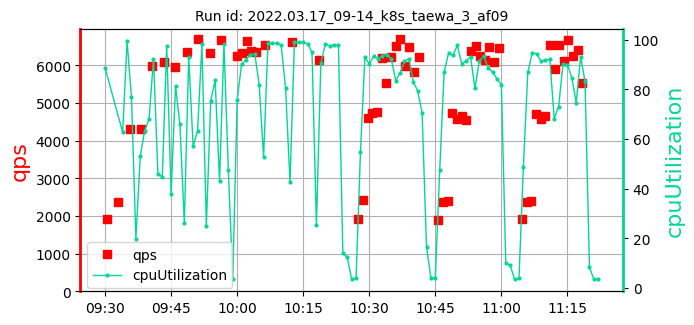 Run id: 2022.03.17_09-14_k8s_taewa_3_af09
qps
cpuUtilization
6000
5000
4000
3000
2000
1000
0
100
80
60
40
20
0
qps
cpuUtilization
09:30 09:45 10:00 10:15 10:30 10:45 11:00 11:15